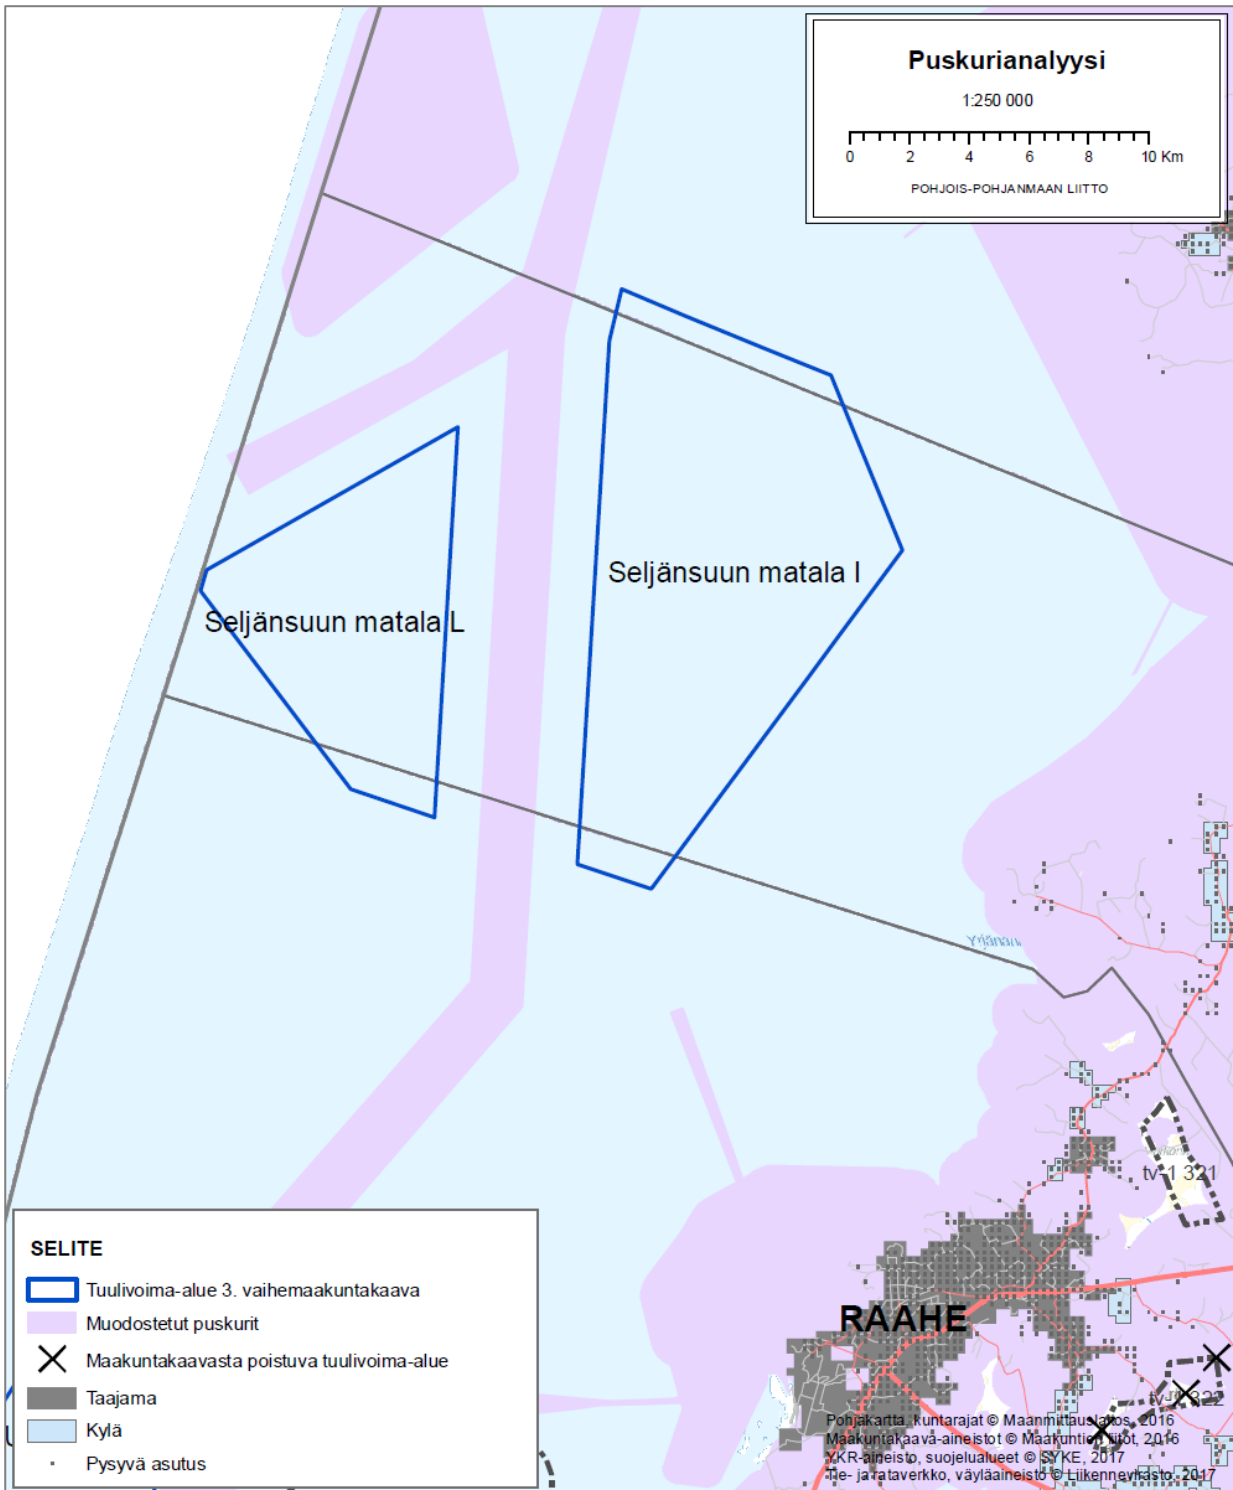 Puskurianalyysi
1:250 000
0 2 4 6 8 10 Km
POHJOIS-POHJANMAAN LIITTO
Seljänsuun matala I
Seljänsuun matala L
tv-1 321
RAAHE
tv-1 322
SELITE
Tuulivoima-alue 3. vaihemaakuntakaava
Muodostetut puskurit
Maakuntakaavasta poistuva tuulivoima-alue
Taajama
Kylä
Pysyvä asutus
Pohjakartta, kuntarajat © Maanmittauslaitos, 2016
Maakuntakaava-aineistot © Maakuntien liitot, 2016
YKR-aineisto, suojelualueet © SYKE, 2017
Tie- ja rataverkko, väyläaineisto © Liikennevirasto, 2017